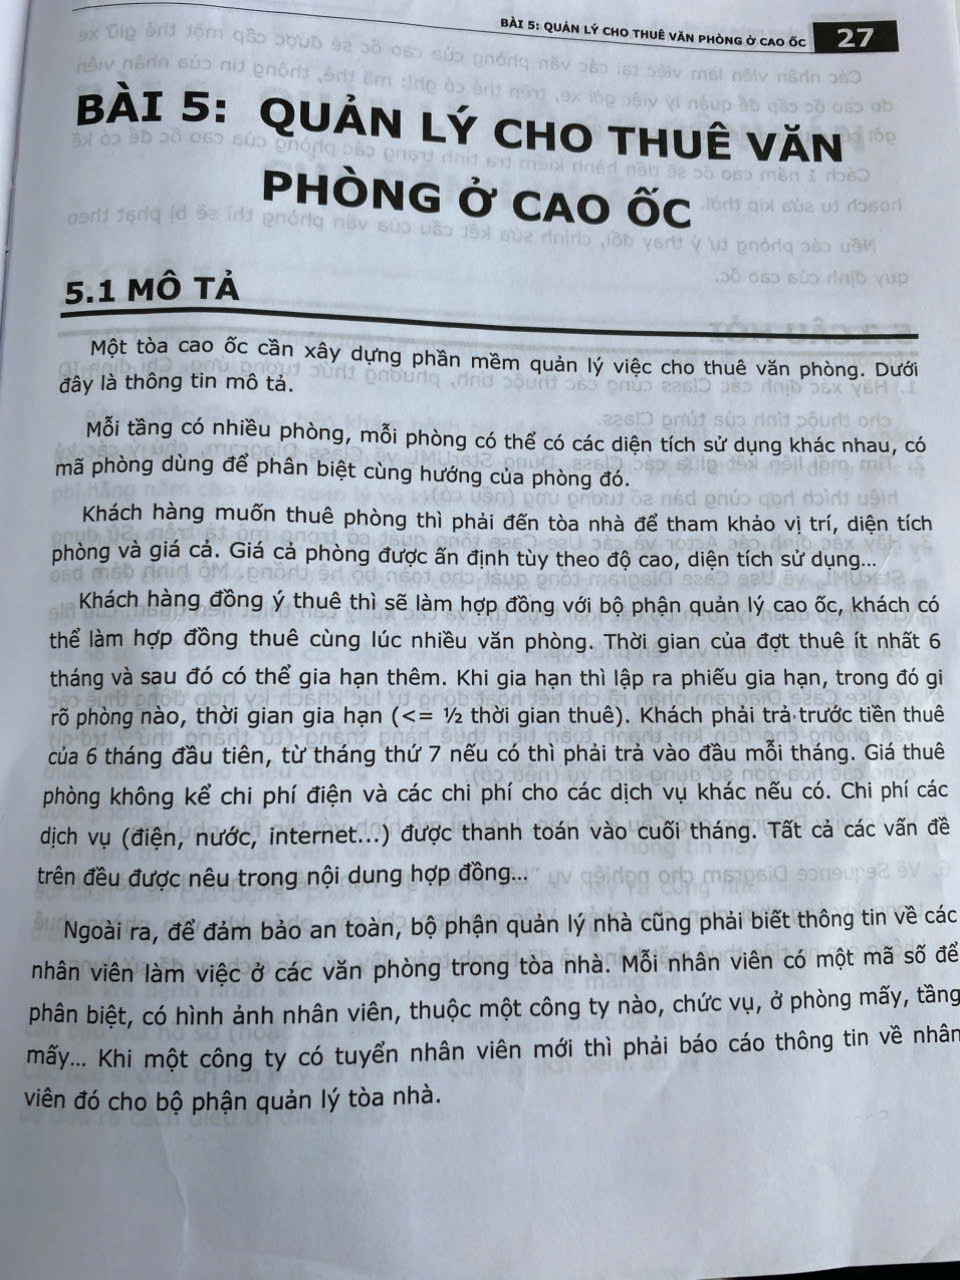 BÀI 5: QUẢN LÝ CHO THUÊ VĂN PHÒNG Ở CAO ỐC 27
BÀI 5: QUẢN LÝ CHO THUÊ VĂN
PHÒNG Ở CAO ỐC
5.1 MÔ TẢ
Một tòa cao ốc cần xây dựng phần mềm quản lý việc cho thuê văn phòng. Dưới
đây là thông tin mô tả.
Mỗi tầng có nhiều phòng, mỗi phòng có thể có các diện tích sử dụng khác nhau, có
mã phòng dùng để phân biệt cùng hướng của phòng đó.
Khách hàng muốn thuê phòng thì phải đến tòa nhà để tham khảo vị trí, diện tích
phòng và giá cả. Giá cả phòng được ấn định tùy theo độ cao, diện tích sử dụng...
Khách hàng đồng ý thuê thì sẽ làm hợp đồng với bộ phận quản lý cao ốc, khách có
thể làm hợp đồng thuê cùng lúc nhiều văn phòng. Thời gian của đợt thuê ít nhất 6
tháng và sau đó có thể gia hạn thêm. Khi gia hạn thì lập ra phiếu gia hạn, trong đó gi
rõ phòng nào, thời gian gia hạn (<= ½ thời gian thuê). Khách phải trả trước tiền thuê
của 6 tháng đầu tiên, từ tháng thứ 7 nếu có thì phải trả vào đầu mỗi tháng. Giá thuê
phòng không kể chi phí điện và các chi phí cho các dịch vụ khác nếu có. Chi phí các
dịch vụ (điện, nước, internet...) được thanh toán vào cuối tháng. Tất cả các vấn đề
trên đều được nêu trong nội dung hợp đồng...
Ngoài ra, để đảm bảo an toàn, bộ phận quản lý nhà cũng phải biết thông tin về các
nhân viên làm việc ở các văn phòng trong tòa nhà. Mỗi nhân viên có một mã số để
phân biệt, có hình ảnh nhân viên, thuộc một công ty nào, chức vụ, ở phòng mấy, tầng
mấy... Khi một công ty có tuyển nhân viên mới thì phải báo cáo thông tin về nhân
viên đó cho bộ phận quản lý tòa nhà.